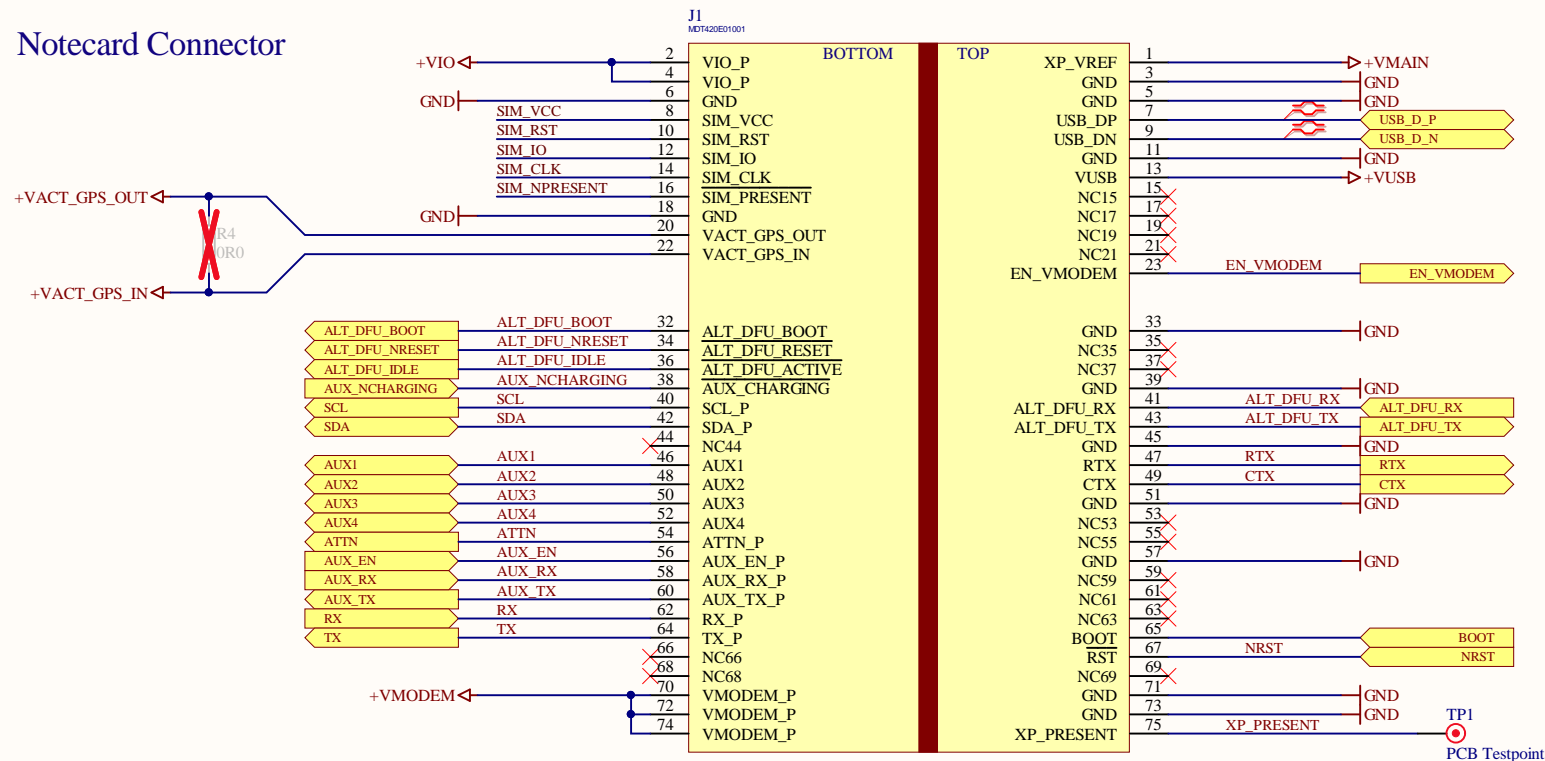 Notecard Connector
J1
MDT420E01001
BOTTOM
TOP
+VIO 2 VIO_P
4 VIO_P
GND 6 GND
SIM_VCC 8 SIM_VCC
SIM_RST 10 SIM_RST
SIM_IO 12 SIM_IO
SIM_CLK 14 SIM_CLK
SIM_NPRESENT 16 SIM_PRESENT
GND 18 GND
+VACT_GPS_OUT 20 VACT_GPS_OUT
+VACT_GPS_IN 22 VACT_GPS_IN
R4
0R0
ALT_DFU_BOOT ALT_DFU_BOOT 32 ALT_DFU_BOOT
ALT_DFU_NRESET ALT_DFU_NRESET 34 ALT_DFU_RESET
ALT_DFU_IDLE ALT_DFU_IDLE 36 ALT_DFU_ACTIVE
AUX_NCHARGING AUX_NCHARGING 38 AUX_CHARGING
SCL SCL 40 SCL_P
SDA SDA 42 SDA_P
44 NC44
AUX1 AUX1 46 AUX1
AUX2 AUX2 48 AUX2
AUX3 AUX3 50 AUX3
AUX4 AUX4 52 AUX4
ATTN ATTN 54 ATTN_P
AUX_EN AUX_EN 56 AUX_EN_P
AUX_RX AUX_RX 58 AUX_RX_P
AUX_TX AUX_TX 60 AUX_TX_P
RX RX 62 RX_P
TX TX 64 TX_P
66 NC66
68 NC68
+VMODEM 70 VMODEM_P
72 VMODEM_P
74 VMODEM_P
XP_VREF 1 +VMAIN
GND 3 GND
GND 5 GND
USB_DP 7 USB_D_P
USB_DN 9 USB_D_N
GND 11 GND
VUSB 13 +VUSB
NC15 15
NC17 17
NC19 19
NC21 21
EN_VMODEM 23 EN_VMODEM EN_VMODEM
GND 33 GND
NC35 35
NC37 37
GND 39 GND
ALT_DFU_RX 41 ALT_DFU_RX ALT_DFU_RX
ALT_DFU_TX 43 ALT_DFU_TX ALT_DFU_TX
GND 45 GND
RTX 47 RTX RTX
CTX 49 CTX CTX
GND 51 GND
NC53 53
NC55 55
GND 57 GND
NC59 59
NC61 61
NC63 63
BOOT 65 BOOT
RST 67 NRST NRST
NC69 69
GND 71 GND
GND 73 GND
XP_PRESENT 75 XP_PRESENT
TP1
PCB Testpoint